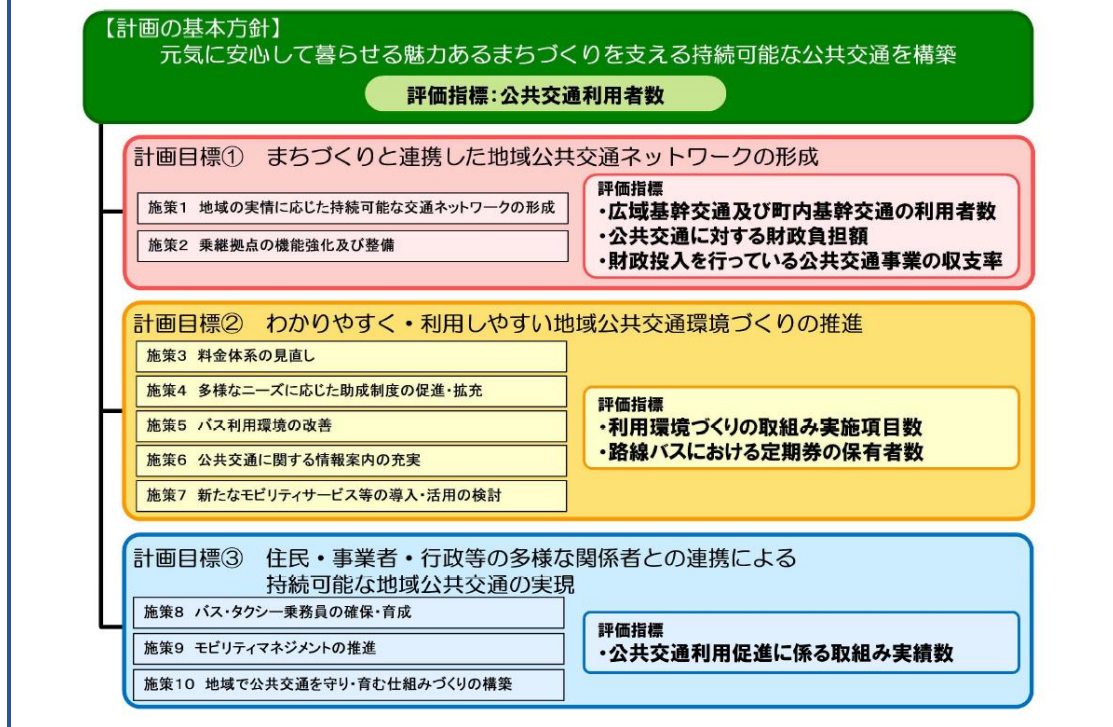 【計画の基本方針】
元気に安心して暮らせる魅力あるまちづくりを支える持続可能な公共交通を構築
評価指標:公共交通利用者数
計画目標① まちづくりと連携した地域公共交通ネットワークの形成
施策1 地域の実情に応じた持続可能な交通ネットワークの形成
施策2 乗継拠点の機能強化及び整備
評価指標
・広域基幹交通及び町内基幹交通の利用者数
・公共交通に対する財政負担額
・財政投入を行っている公共交通事業の収支率
計画目標② わかりやすく・利用しやすい地域公共交通環境づくりの推進
施策3 料金体系の見直し
施策4 多様なニーズに応じた助成制度の促進・拡充
施策5 バス利用環境の改善
施策6 公共交通に関する情報案内の充実
施策7 新たなモビリティサービス等の導入・活用の検討
評価指標
・利用環境づくりの取組み実施項目数
・路線バスにおける定期券の保有者数
計画目標③ 住民・事業者・行政等の多様な関係者との連携による
持続可能な地域公共交通の実現
施策8 バス・タクシー乗務員の確保・育成
施策9 モビリティマネジメントの推進
施策10 地域で公共交通を守り・育む仕組みづくりの構築
評価指標
・公共交通利用促進に係る取組み実績数